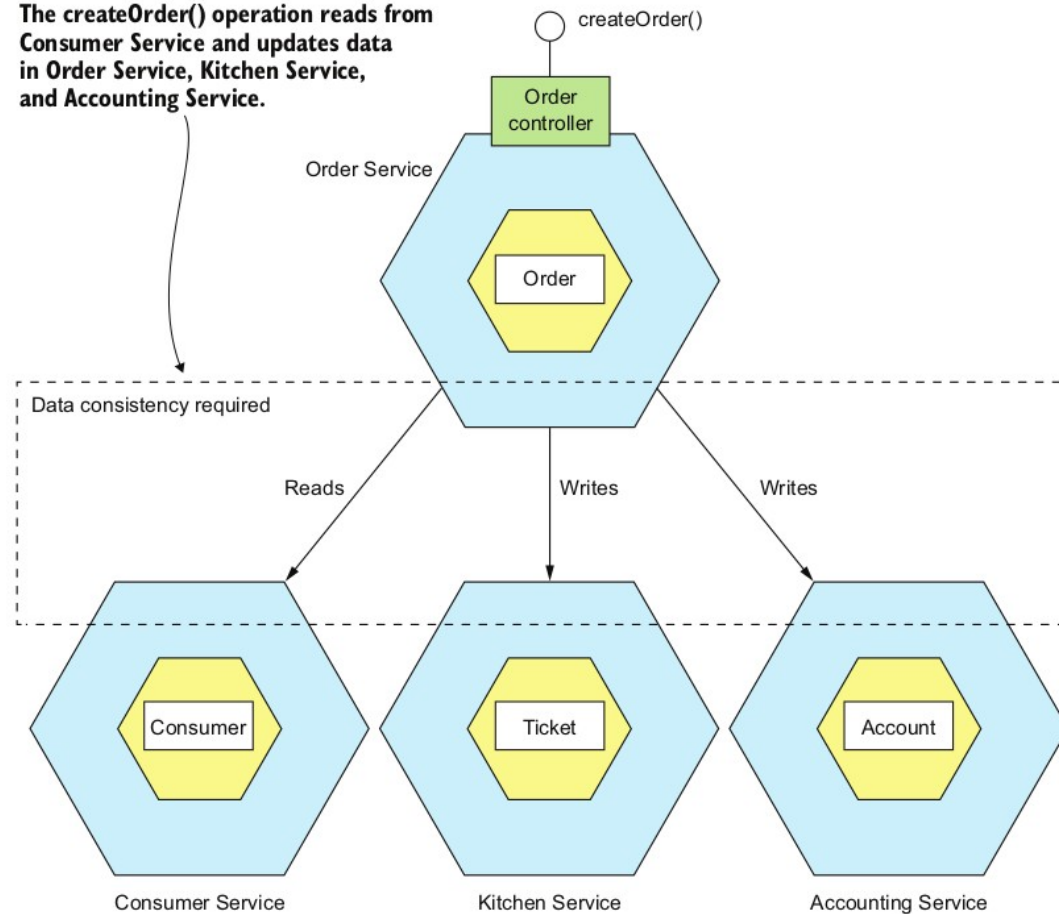 The createOrder() operation reads from
Consumer Service and updates data
in Order Service, Kitchen Service,
and Accounting Service.
createOrder()
Order
controller
Order Service
Order
Data consistency required
Reads
Writes
Writes
Consumer
Ticket
Account
Consumer Service
Kitchen Service
Accounting Service